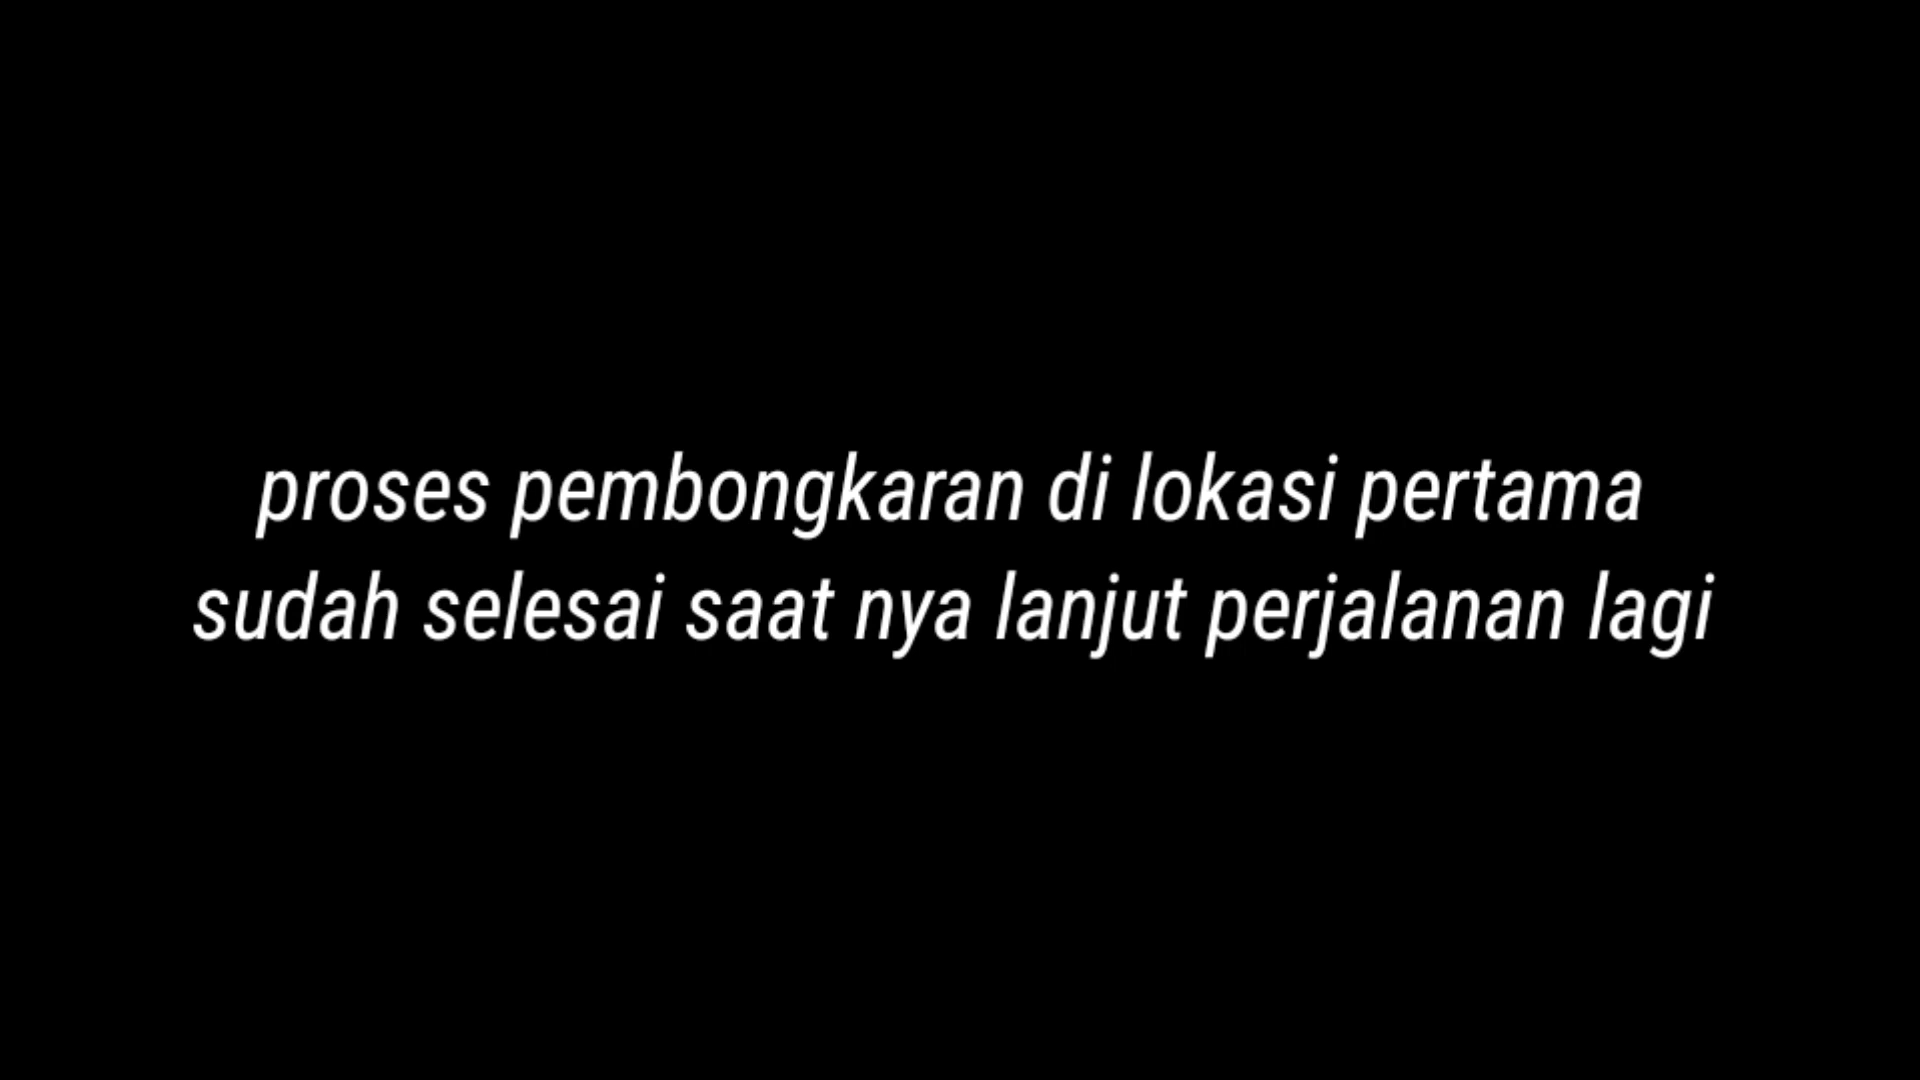 proses pembongkaran di lokasi pertama
sudah selesai saat nya lanjut perjalanan lagi